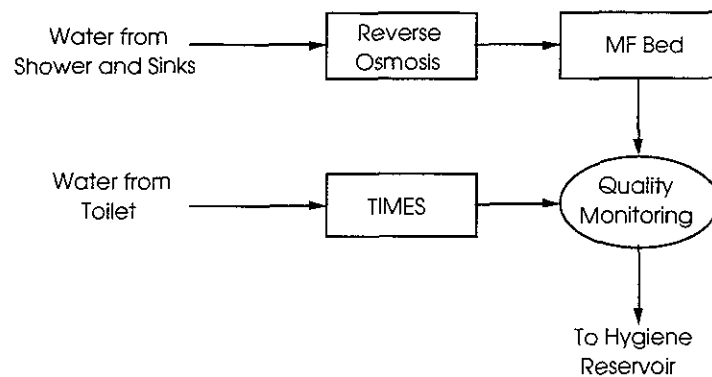 Water from
Shower and Sinks
Reverse
Osmosis
MF Bed
Water from
Toilet
TIMES
Quality
Monitoring
To Hygiene
Reservoir